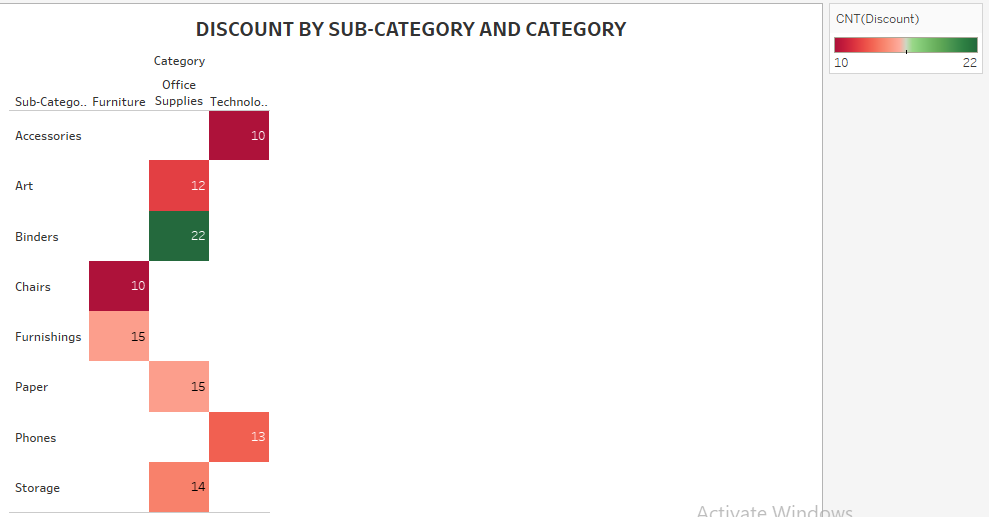 DISCOUNT BY SUB-CATEGORY AND CATEGORY
CNT(Discount)
10 22
Category
Office
Sub-Catego.. Furniture Supplies Technolo..
Accessories 10
Art 12
Binders 22
Chairs 10
Furnishings 15
Paper 15
Phones 13
Storage 14
Activate Windows